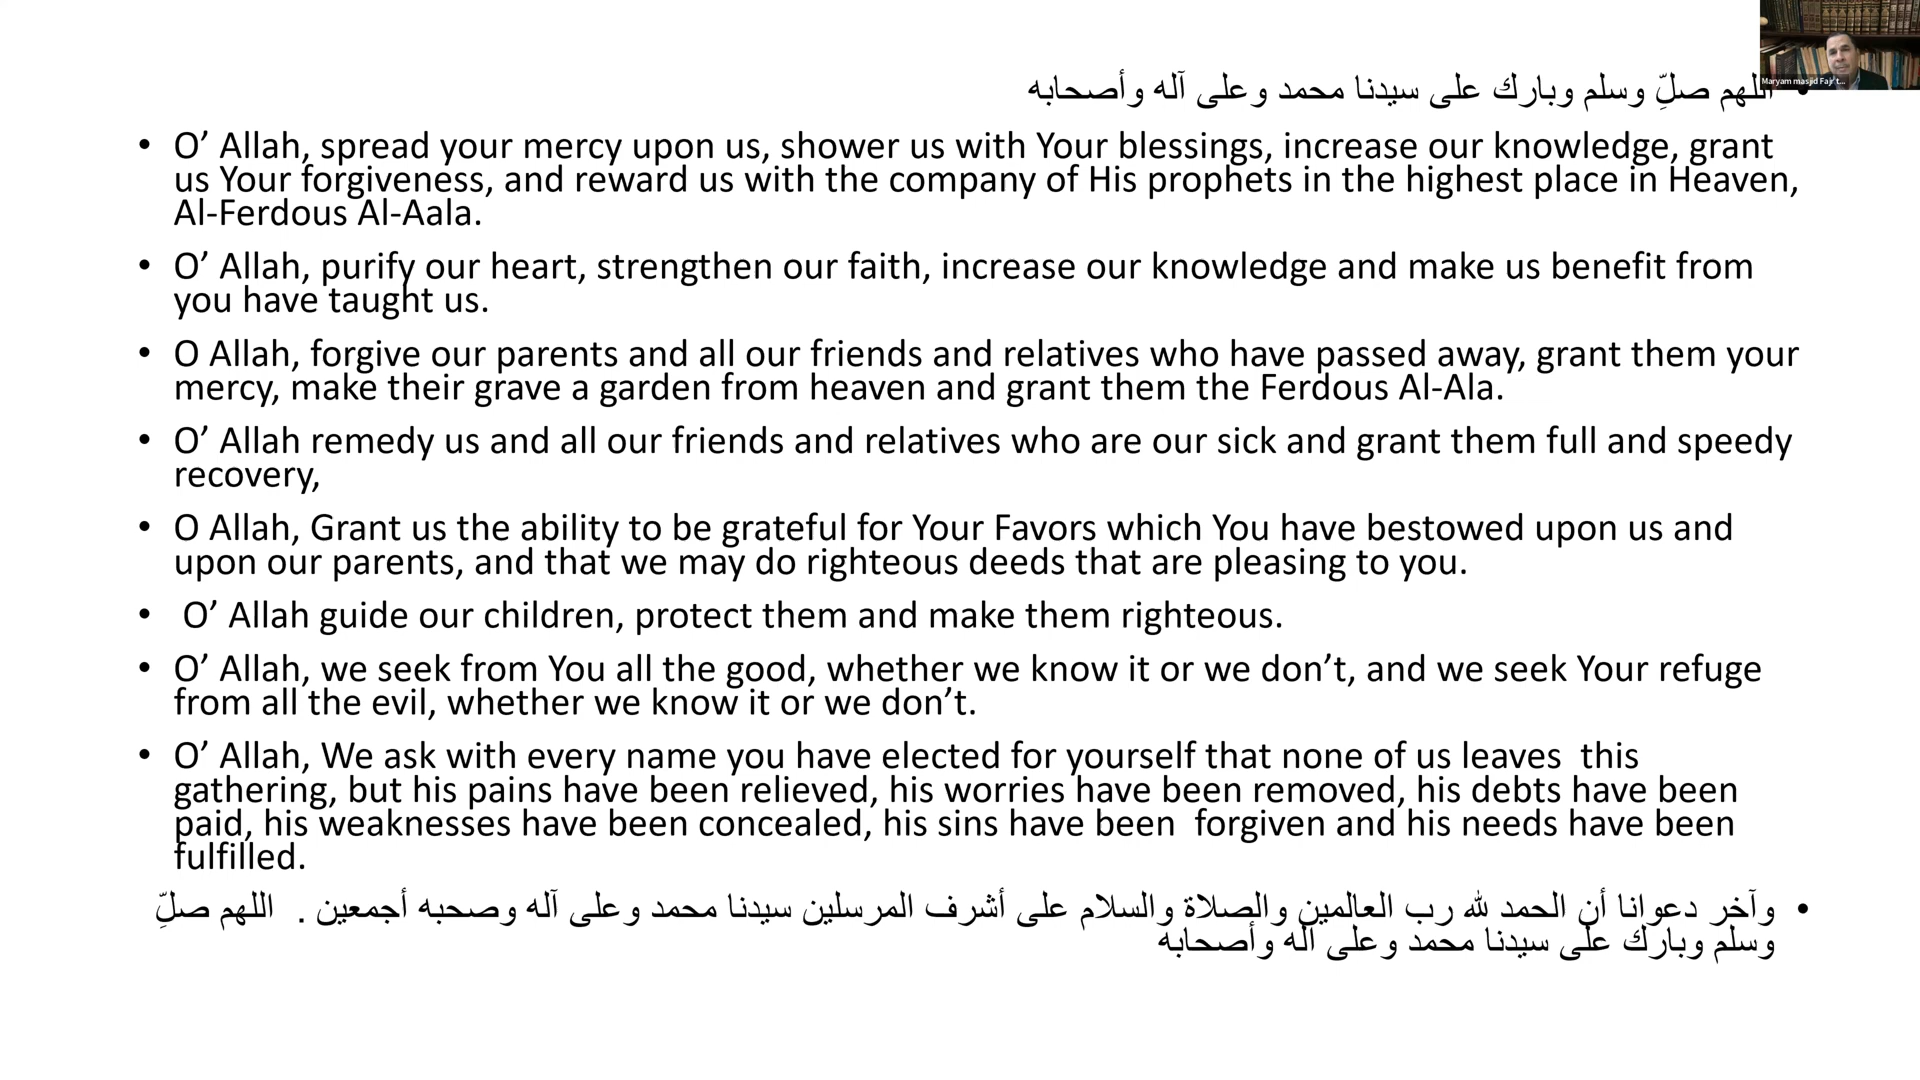 اللهم صلِّ وسلم وبارك على سيدنا محمد وعلى آله وأصحابه
Maryam masjid Fajr t...
• O’ Allah, spread your mercy upon us, shower us with Your blessings, increase our knowledge, grant
us Your forgiveness, and reward us with the company of His prophets in the highest place in Heaven,
Al-Ferdous Al-Aala.
• O’ Allah, purify our heart, strengthen our faith, increase our knowledge and make us benefit from
you have taught us.
• O Allah, forgive our parents and all our friends and relatives who have passed away, grant them your
mercy, make their grave a garden from heaven and grant them the Ferdous Al-Ala.
• O’ Allah remedy us and all our friends and relatives who are our sick and grant them full and speedy
recovery,
• O Allah, Grant us the ability to be grateful for Your Favors which You have bestowed upon us and
upon our parents, and that we may do righteous deeds that are pleasing to you.
• O’ Allah guide our children, protect them and make them righteous.
• O’ Allah, we seek from You all the good, whether we know it or we don’t, and we seek Your refuge
from all the evil, whether we know it or we don’t.
• O’ Allah, We ask with every name you have elected for yourself that none of us leaves  this
gathering, but his pains have been relieved, his worries have been removed, his debts have been
paid, his weaknesses have been concealed, his sins have been  forgiven and his needs have been
fulfilled.
• وآخر دعوانا أن الحمد لله رب العالمين والصلاة والسلام على أشرف المرسلين سيدنا محمد وعلى آله وصحبه أجمعين .  اللهم صلِّ
وسلم وبارك على سيدنا محمد وعلى آله وأصحابه